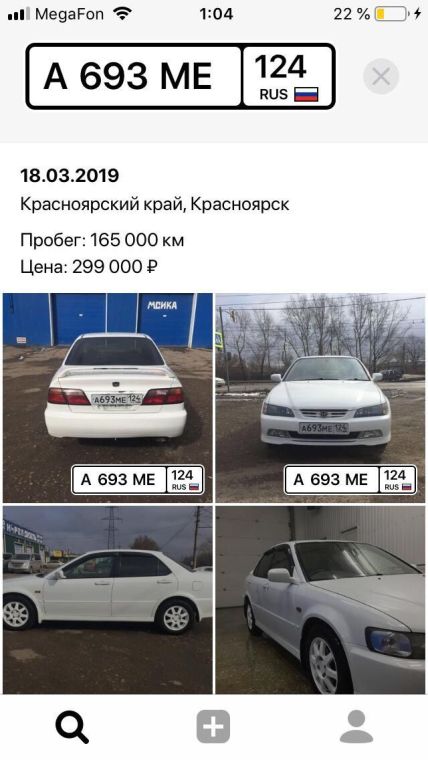 MegaFon 1:04 22 %
А 693 МЕ 124
RUS
18.03.2019
Красноярский край, Красноярск
Пробег: 165 000 км
Цена: 299 000 ₽
МОЙКА
А693МЕ 124
А 693 МЕ 124
RUS
А693МЕ 124
А 693 МЕ 124
RUS